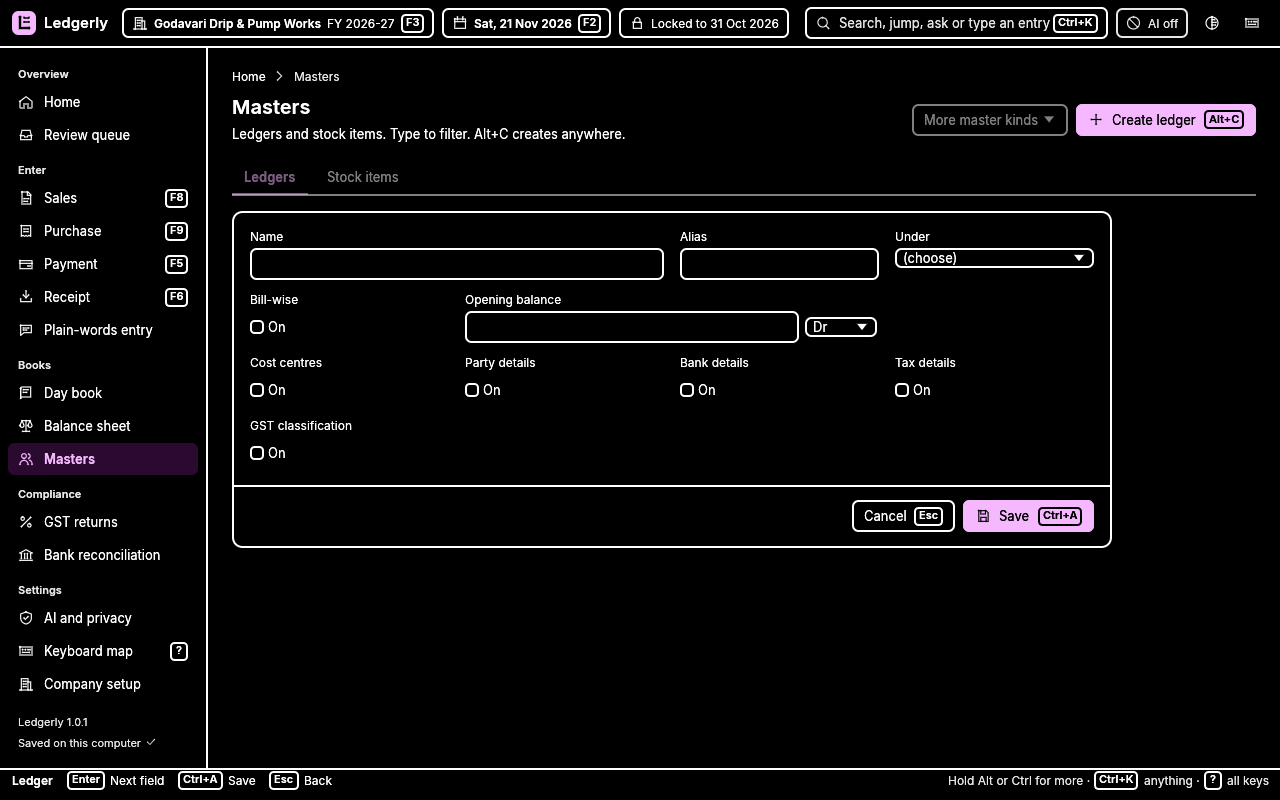 Ledgerly
Godavari Drip & Pump Works FY 2026-27 F3
Sat, 21 Nov 2026 F2
Locked to 31 Oct 2026
Search, jump, ask or type an entry Ctrl+K
AI off
Overview
Home
Review queue
Enter
Sales F8
Purchase F9
Payment F5
Receipt F6
Plain-words entry
Books
Day book
Balance sheet
Masters
Compliance
GST returns
Bank reconciliation
Settings
AI and privacy
Keyboard map ?
Company setup
Ledgerly 1.0.1
Saved on this computer
Home Masters
Masters
Ledgers and stock items. Type to filter. Alt+C creates anywhere.
More master kinds
Create ledger Alt+C
Ledgers Stock items
Name Alias Under
(choose)
Bill-wise Opening balance
On Dr
Cost centres Party details Bank details Tax details
On On On On
GST classification
On
Cancel Esc Save Ctrl+A
Ledger Enter Next field Ctrl+A Save Esc Back
Hold Alt or Ctrl for more · Ctrl+K anything · ? all keys